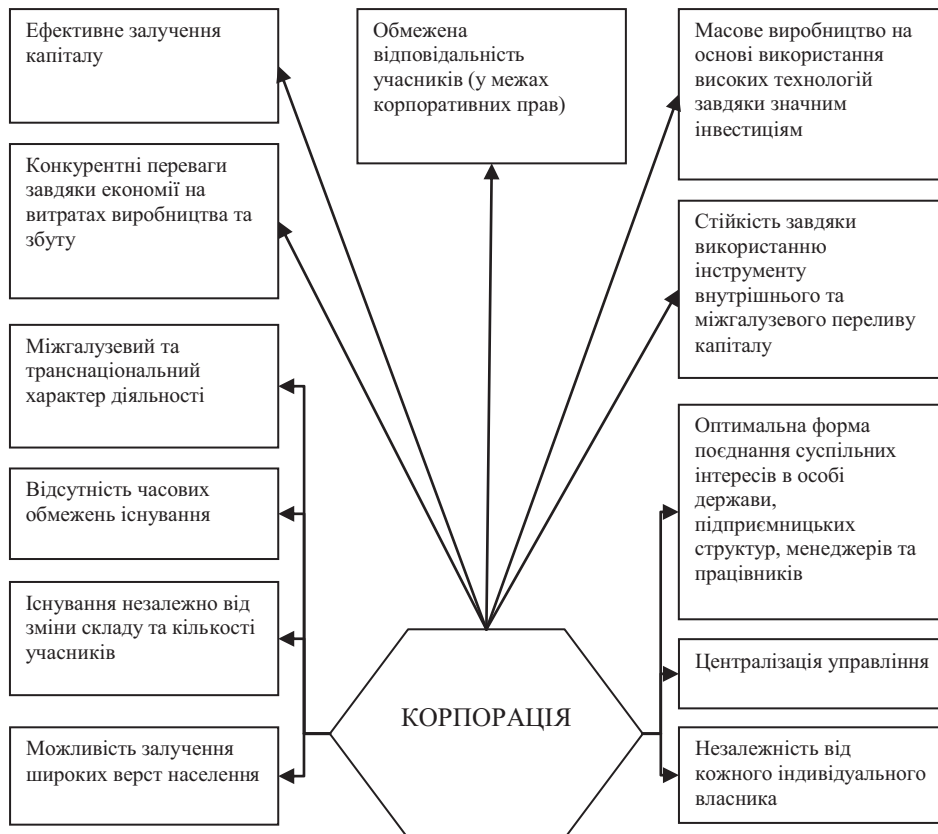 Ефективне залучення
капіталу
Конкурентні переваги
завдяки економії на
витратах виробництва та
збуту
Міжгалузевий та
транснаціональний
характер діяльності
Відсутність часових
обмежень існування
Існування незалежно від
зміни складу та кількості
учасників
Можливість залучення
широких верст населення
Обмежена
відповідальність
учасників (у межах
корпоративних прав)
КОРПОРАЦІЯ
Масове виробництво на
основі використання
високих технологій
завдяки значним
інвестиціям
Стійкість завдяки
використанню
інструменту
внутрішнього та
міжгалузевого переливу
капіталу
Оптимальна форма
поєднання суспільних
інтересів в особі
держави,
підприємницьких
структур, менеджерів та
працівників
Централізація управління
Незалежність від
кожного індивідуального
власника